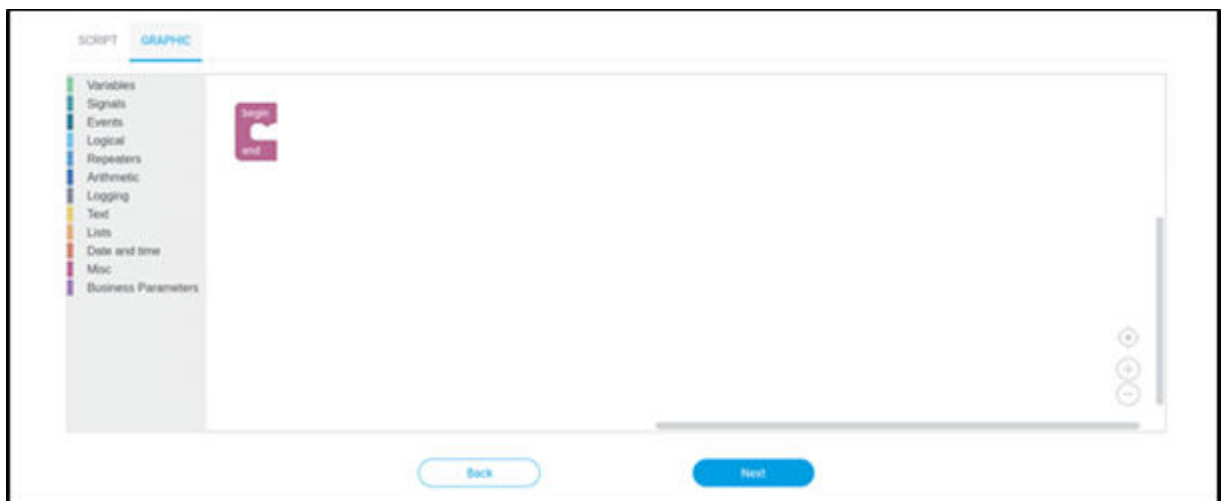 SCRIPT GRAPHIC
Variables
Signals
Events
Logical
Repeaters
Arithmetic
Logging
Text
Lists
Date and time
Misc
Business Parameters
begin
end
Back Next